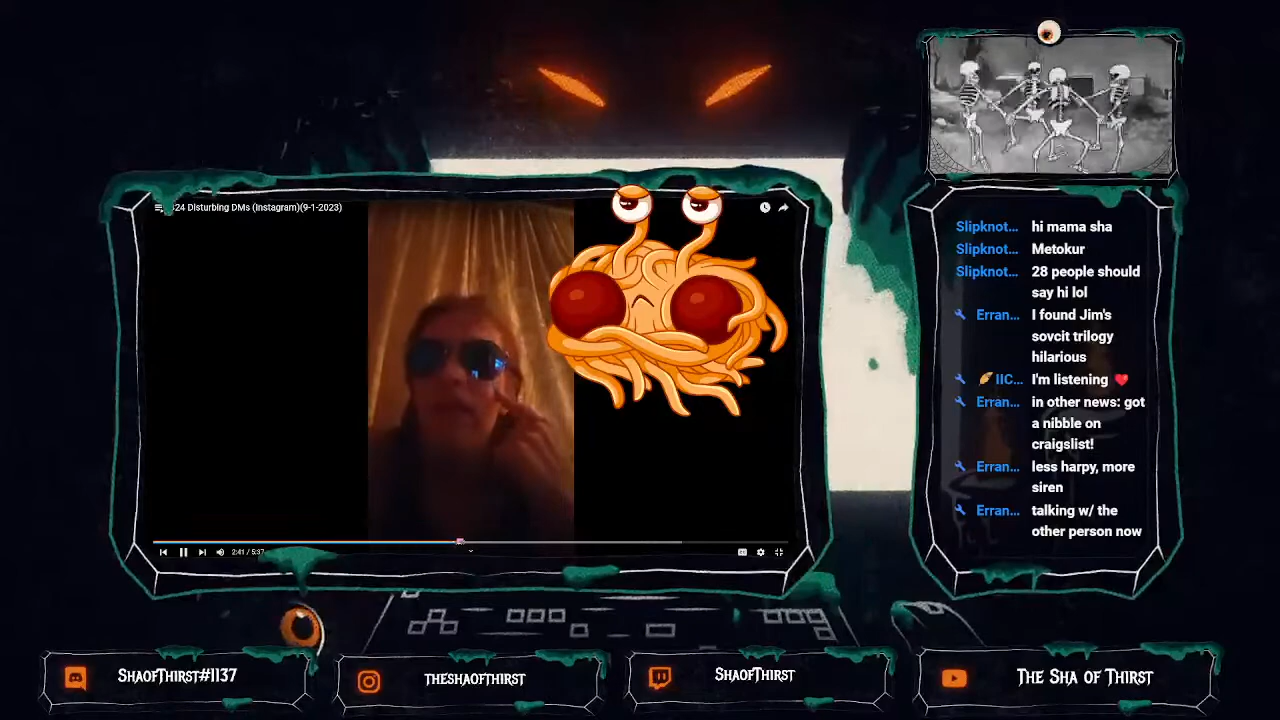 24 Disturbing DMs (Instagram)(9-1-2023)
2:41 / 5:37
Slipknot... hi mama sha
Slipknot... Metokur
Slipknot... 28 people should
say hi lol
Erran... I found Jim's
sovcit trilogy
hilarious
IIC... I'm listening ❤️
Erran... in other news: got
a nibble on
craigslist!
Erran... less harpy, more
siren
Erran... talking w/ the
other person now
ShaofThirst#1137
theshaofthirst
ShaofThirst
The Sha of Thirst